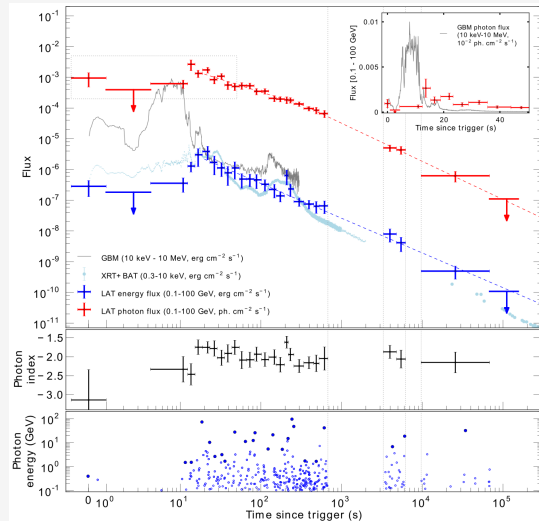 10⁻¹
10⁻²
10⁻³
10⁻⁴
10⁻⁵
10⁻⁶
10⁻⁷
10⁻⁸
10⁻⁹
10⁻¹⁰
10⁻¹¹
Flux
0.01
0.005
0
Flux [0.1 - 100 GeV]
GBM photon flux
(10 keV-10 MeV,
10⁻² ph. cm⁻² s⁻¹)
0 20 40
Time since trigger (s)
GBM (10 keV - 10 MeV, erg cm⁻² s⁻¹)
XRT+ BAT (0.3-10 keV, erg cm⁻² s⁻¹)
LAT energy flux (0.1-100 GeV, erg cm⁻² s⁻¹)
LAT photon flux (0.1-100 GeV, ph. cm⁻² s⁻¹)
Photon
index
− 1.5
− 2.0
− 2.5
− 3.0
Photon
energy (GeV)
10²
10¹
10⁰
10⁻¹
0 10⁰ 10¹ 10² 10³ 10⁴ 10⁵
Time since trigger (s)